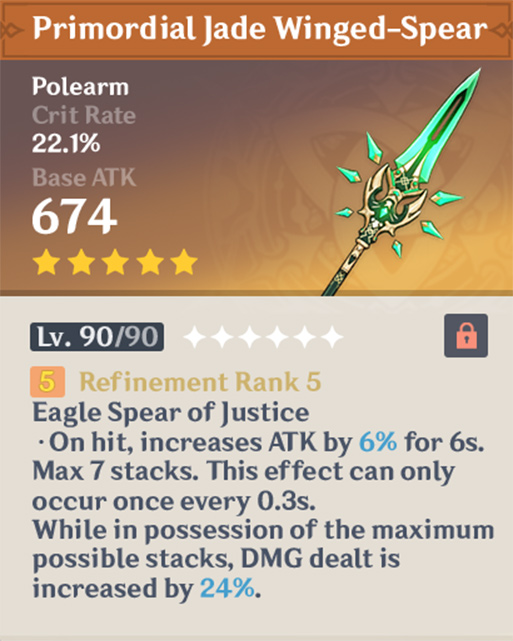 Primordial Jade Winged-Spear
Polearm
Crit Rate
22.1%
Base ATK
674
Lv. 90/90
5 Refinement Rank 5
Eagle Spear of Justice
·On hit, increases ATK by 6% for 6s.
Max 7 stacks. This effect can only
occur once every 0.3s.
While in possession of the maximum
possible stacks, DMG dealt is
increased by 24%.